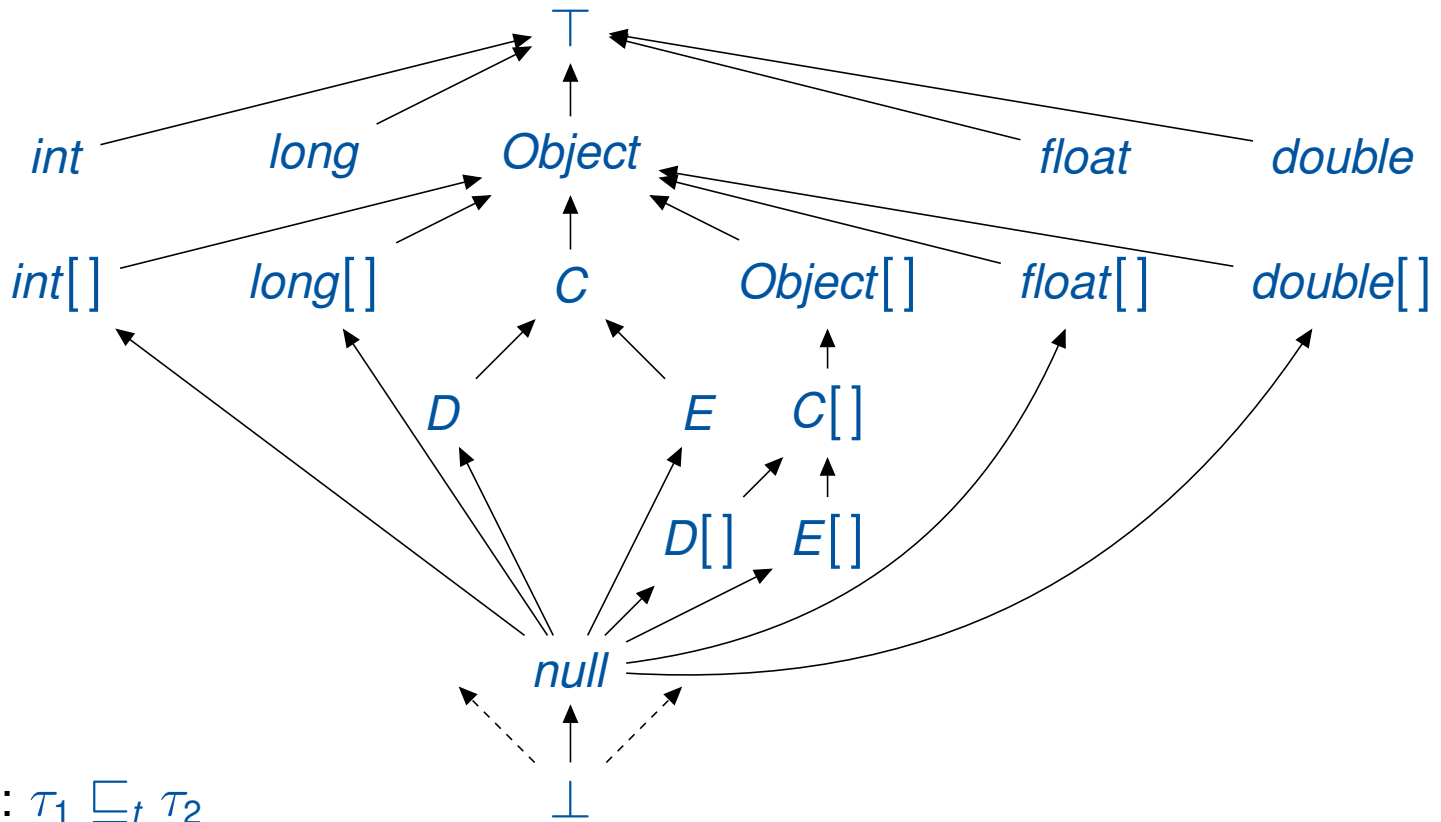 ⊤
int long Object float double
int[ ] long[ ] C Object[ ] float[ ] double[ ]
D E C[ ]
D[ ] E[ ]
null
⊥
: τ₁ ⊑ₜ τ₂